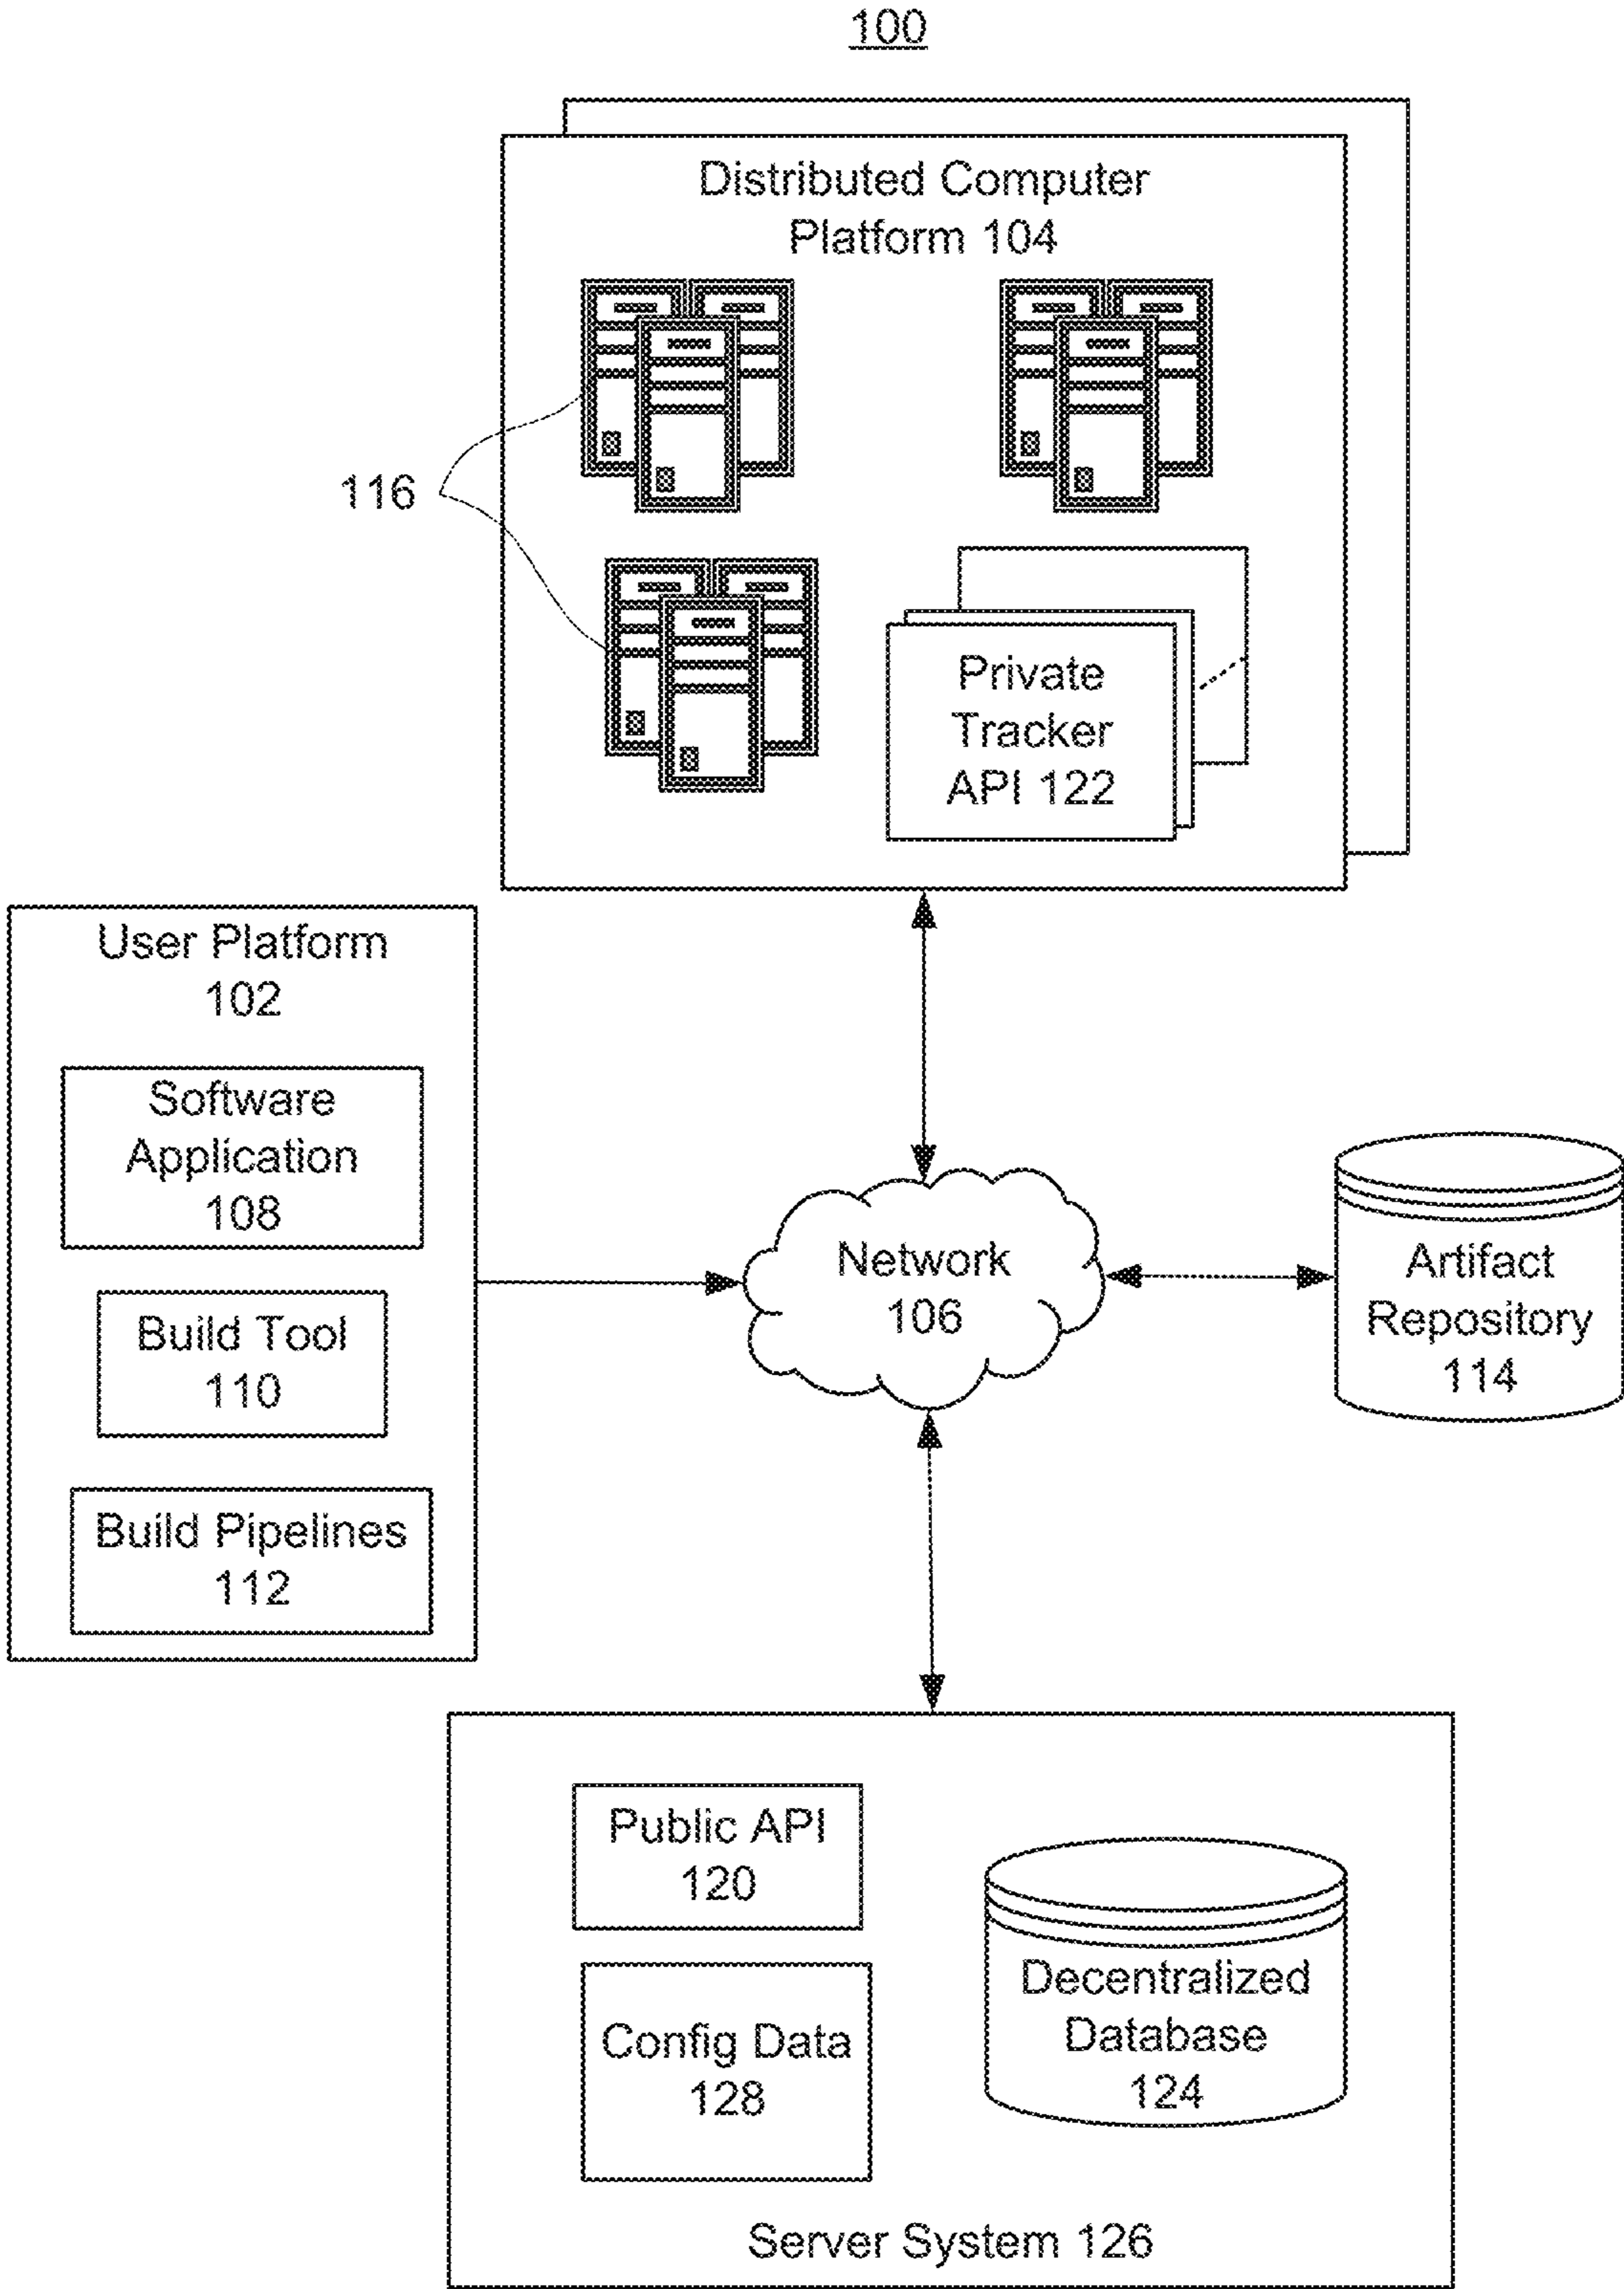 100
Distributed Computer
Platform 104
116
Private
Tracker
API 122
User Platform
102
Software
Application
108
Build Tool
110
Build Pipelines
112
Network
106
Artifact
Repository
114
Public API
120
Config Data
128
Decentralized
Database
124
Server System 126